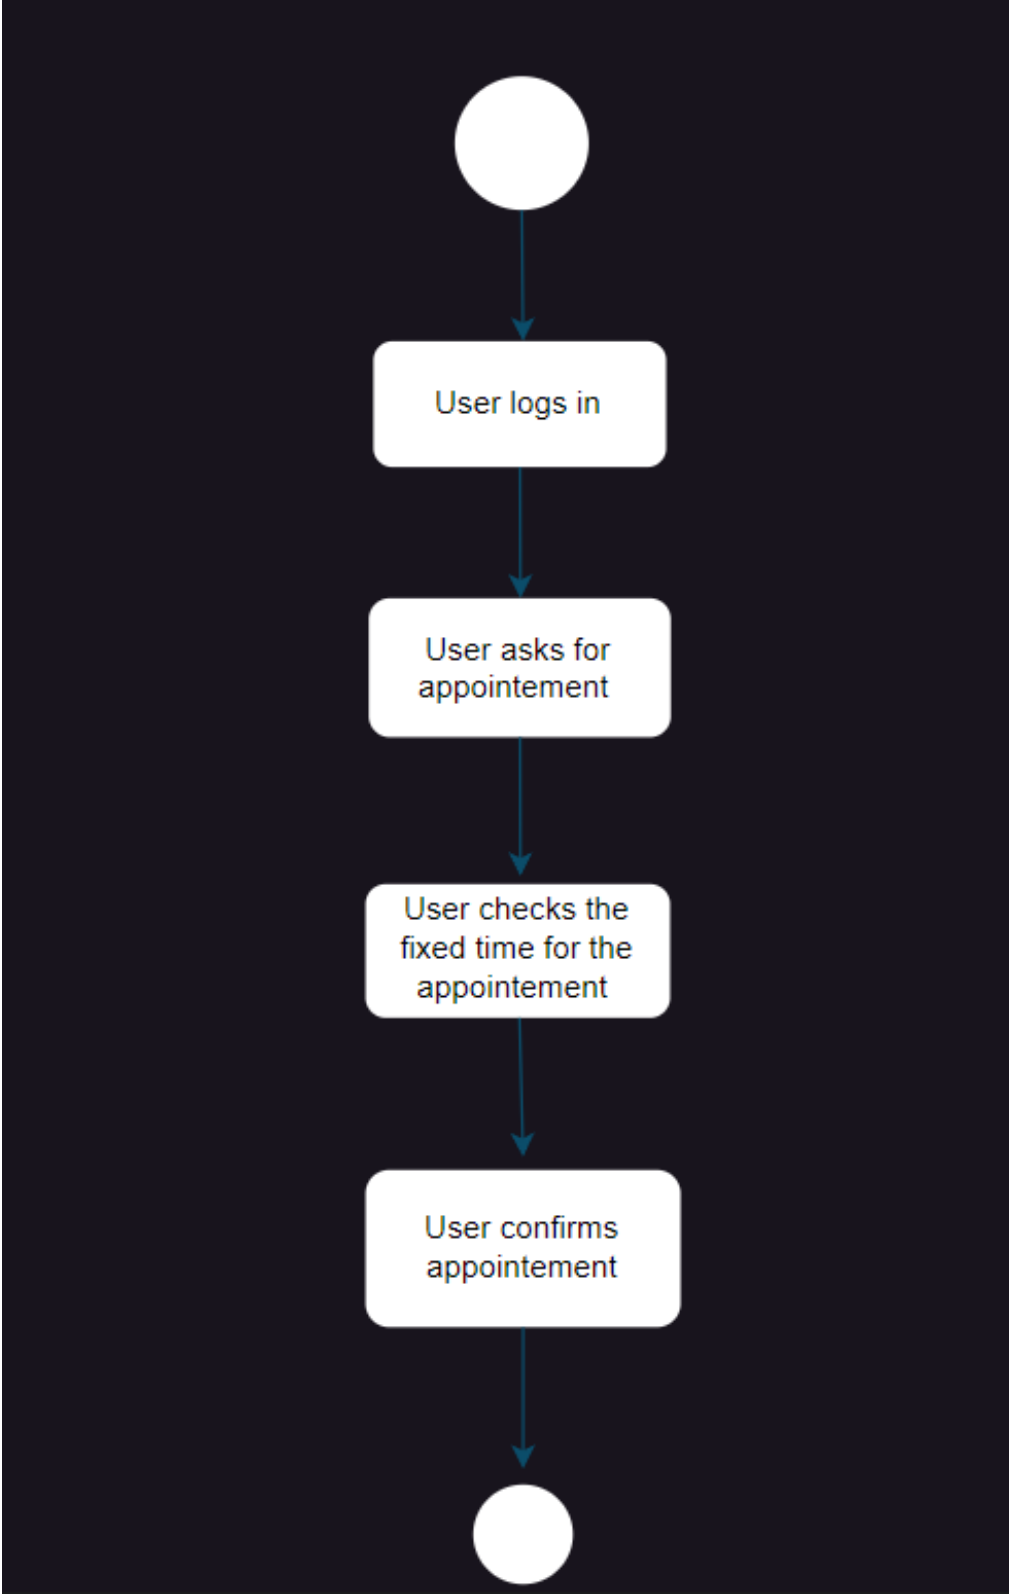 User logs in
User asks for
appointement
User checks the
fixed time for the
appointement
User confirms
appointement